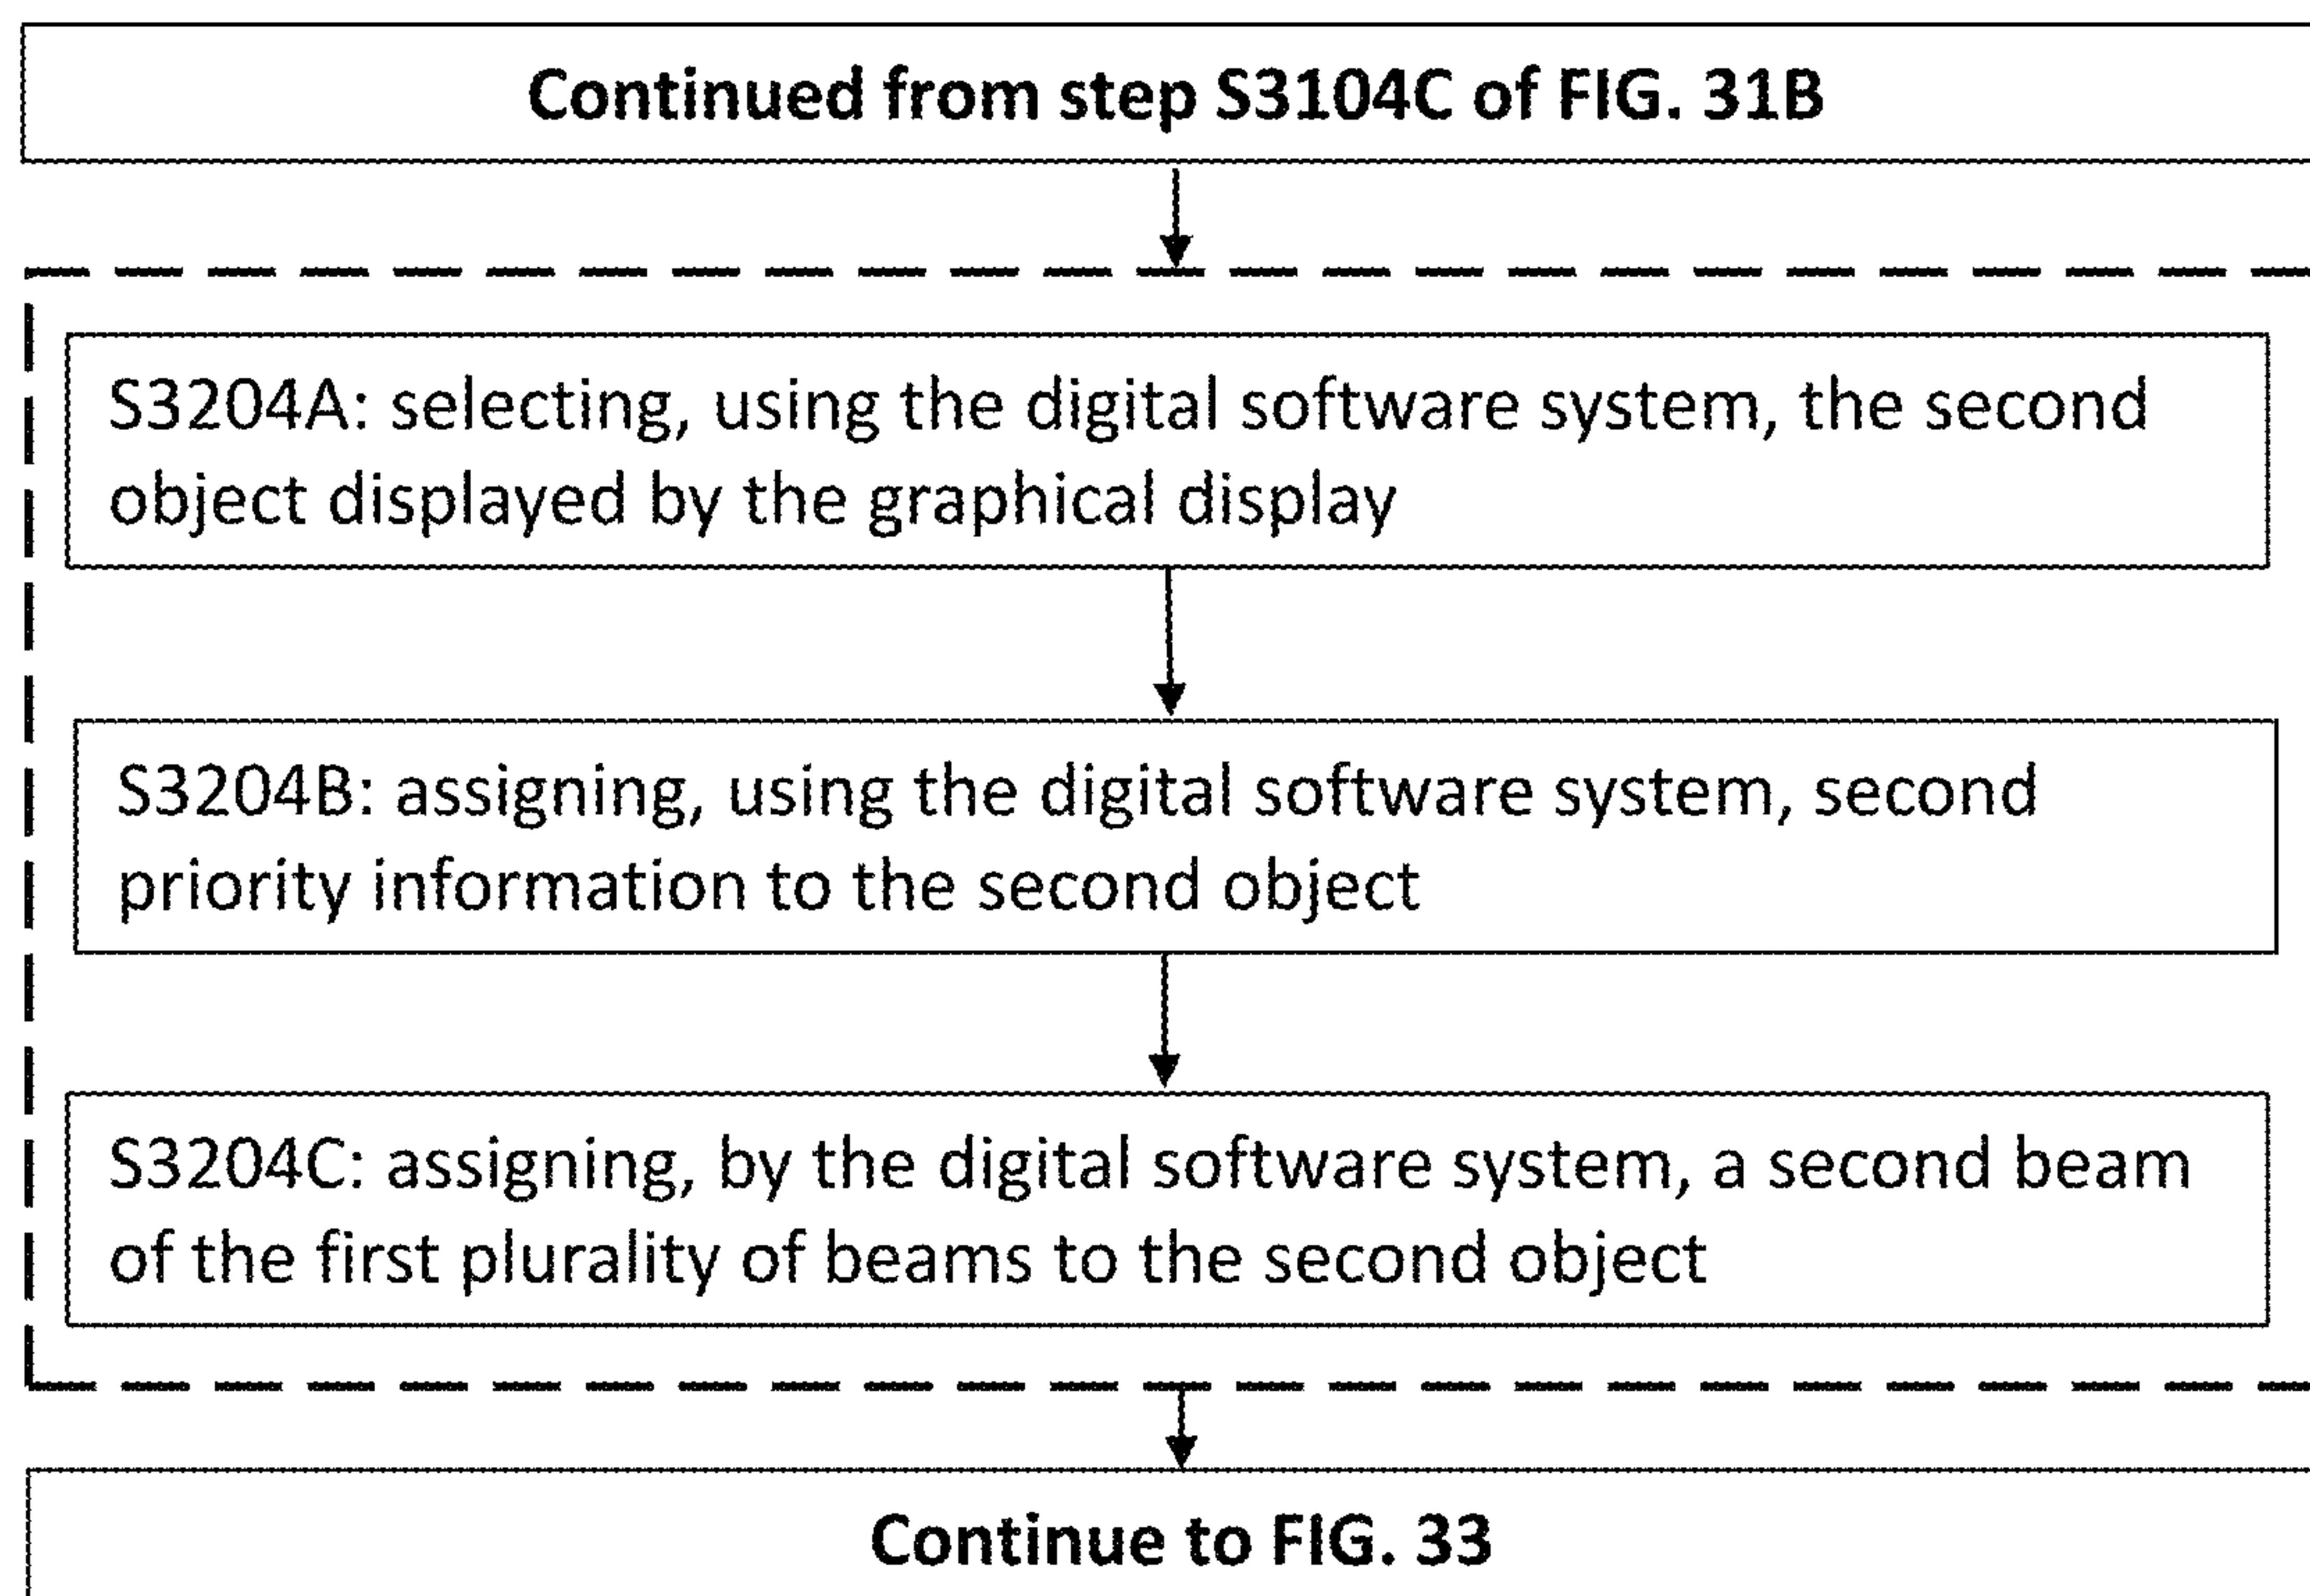 Continued from step S3104C of FIG. 31B
S3204A: selecting, using the digital software system, the second
object displayed by the graphical display
S3204B: assigning, using the digital software system, second
priority information to the second object
S3204C: assigning, by the digital software system, a second beam
of the first plurality of beams to the second object
Continue to FIG. 33